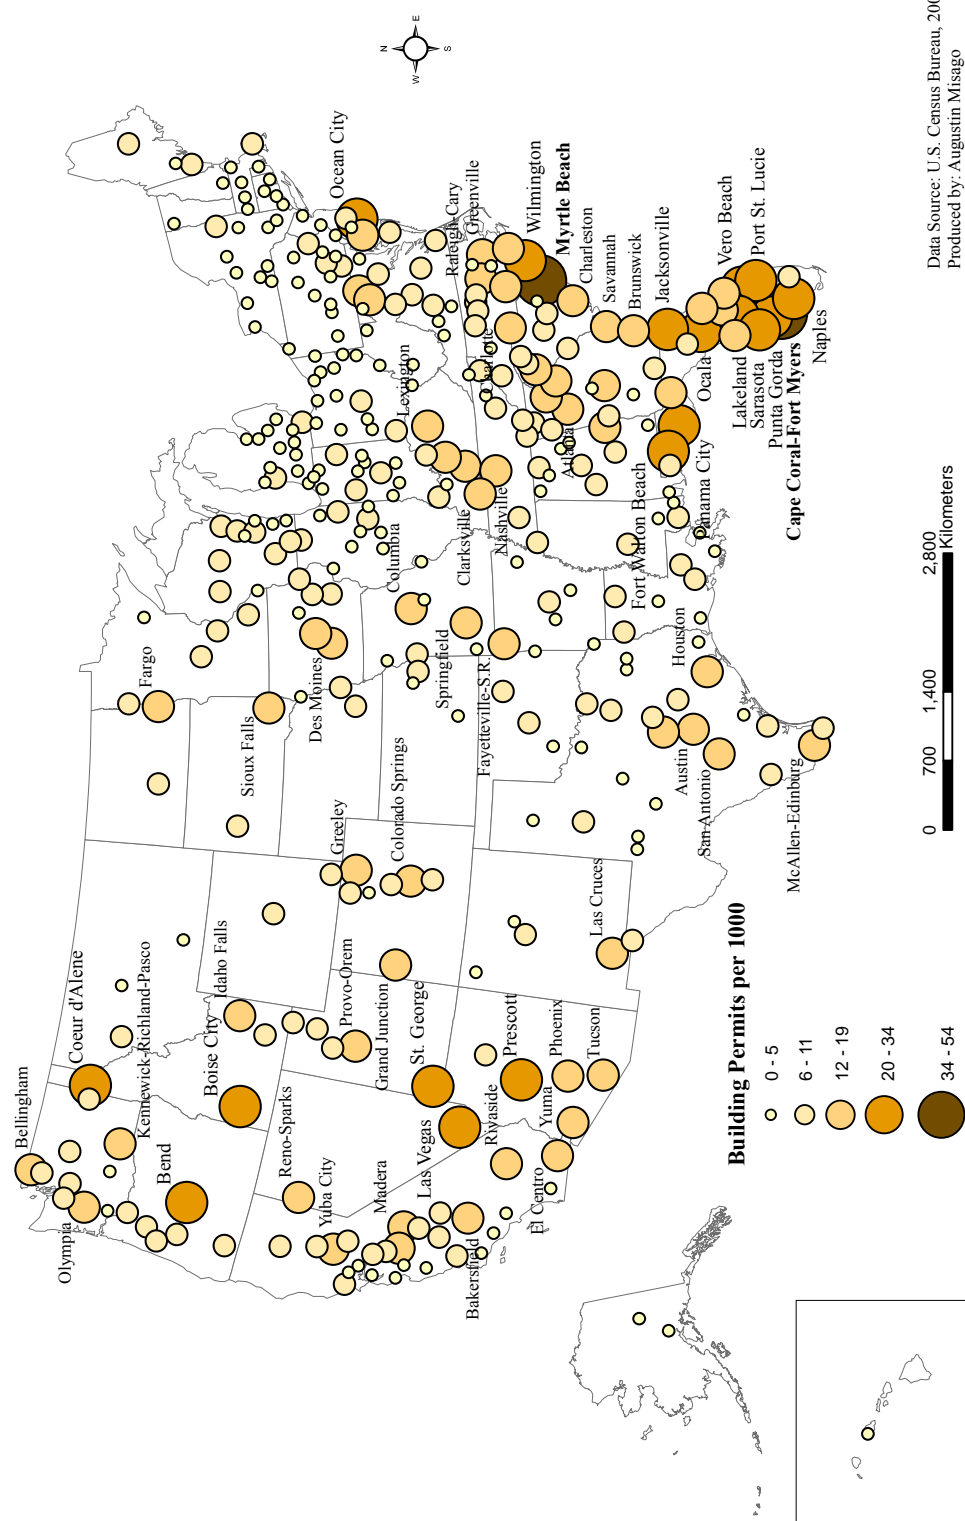 N
E
S
W
Bellingham
Coeur d'Alene
Kennewick-Richland-Pasco
Olympia
Bend
Boise City
Idaho Falls
Fargo
Sioux Falls
Des Moines
Reno-Sparks
Yuba City
Madera
Las Vegas
Bakersfield
El Centro
Rivaside
Yuma
Phoenix
Tucson
Prescott
St. George
Grand Junction
Provo-Orem
Greeley
Colorado Springs
Las Cruces
Springfield
Fayetteville-S.R.
Columbia
Clarksville
Nashville
Lexington
Charlotte
Raleigh-Cary
Greenville
Ocean City
Wilmington
Myrtle Beach
Charleston
Savannah
Brunswick
Jacksonville
Atlanta
Fort Walton Beach
Panama City
Ocala
Vero Beach
Port St. Lucie
Lakeland
Sarasota
Punta Gorda
Cape Coral-Fort Myers
Naples
Houston
Austin
San Antonio
McAllen-Edinburg
Building Permits per 1000
0 - 5
6 - 11
12 - 19
20 - 34
34 - 54
0 700 1,400 2,800
Kilometers
Data Source: U.S. Census Bureau, 200
Produced by: Augustin Misago